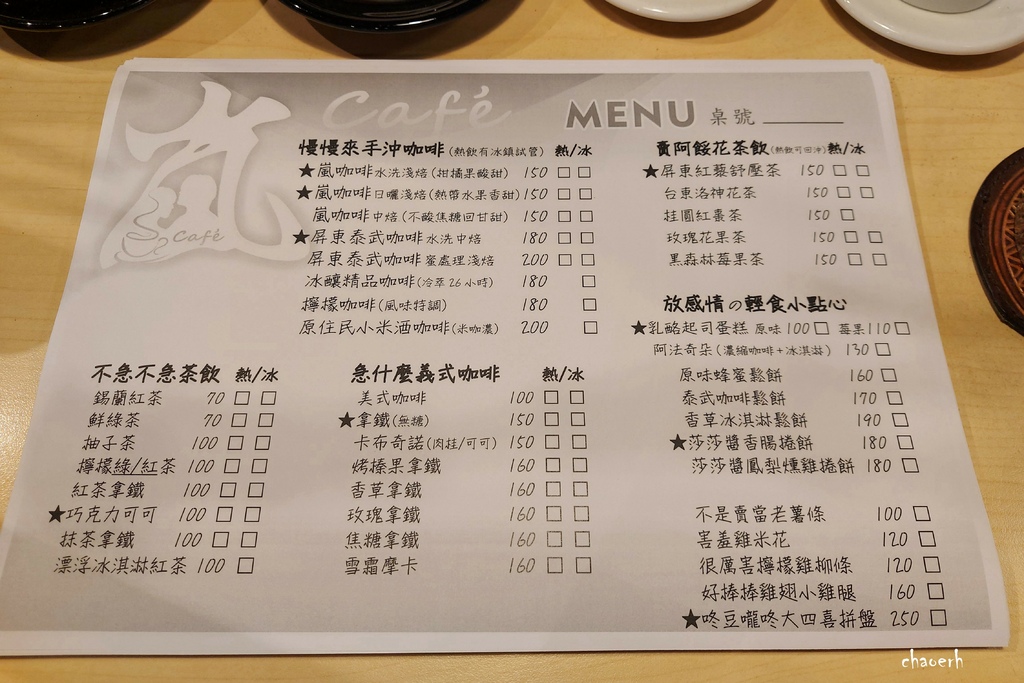 嵐
Café
Café
MENU 桌號
慢慢來手沖咖啡(熱飲有冰鎮試管) 熱/冰
★嵐咖啡水洗淺焙(柑橘果酸甜) 150 □ □
★嵐咖啡日曬淺焙(熱帶水果香甜) 150 □ □
嵐咖啡中焙(不酸焦糖回甘甜) 150 □ □
★屏東泰武咖啡水洗中焙 180 □ □
屏東泰武咖啡蜜處理淺焙 200 □ □
冰釀精品咖啡(冷萃26小時) 180 □
檸檬咖啡(風味特調) 180 □
原住民小米酒咖啡(米咖濃) 200 □
賣阿餒花茶飲(熱飲可回沖)熱/冰
★屏東紅藜舒壓茶 150 □ □
台東洛神花茶 150 □ □
桂圓紅棗茶 150 □
玫瑰花果茶 150 □ □
黑森林莓果茶 150 □ □
放感情の輕食小點心
★乳酪起司蛋糕 原味100□ 莓果110□
阿法奇朵(濃縮咖啡+冰淇淋) 130□
原味蜂蜜鬆餅 160□
泰武咖啡鬆餅 170□
香草冰淇淋鬆餅 190□
★莎莎醬香腸捲餅 180□
莎莎醬鳳梨燻雞捲餅 180□
不是賣當老薯條 100□
害羞雞米花 120□
很厲害檸檬雞柳條 120□
好棒棒雞翅小雞腿 160□
★咚豆嚨咚大四喜拼盤 250□
不急不急茶飲 熱/冰
錫蘭紅茶 70 □ □
鮮綠茶 70 □ □
柚子茶 100 □ □
檸檬綠/紅茶 100 □ □
紅茶拿鐵 100 □ □
★巧克力可可 100 □ □
抹茶拿鐵 100 □ □
漂浮冰淇淋紅茶 100 □
急什麼義式咖啡 熱/冰
美式咖啡 100 □ □
★拿鐵(無糖) 150 □ □
卡布奇諾(肉桂/可可) 150 □ □
烤榛果拿鐵 160 □ □
香草拿鐵 160 □ □
玫瑰拿鐵 160 □ □
焦糖拿鐵 160 □ □
雪霜摩卡 160 □ □
chaoerh